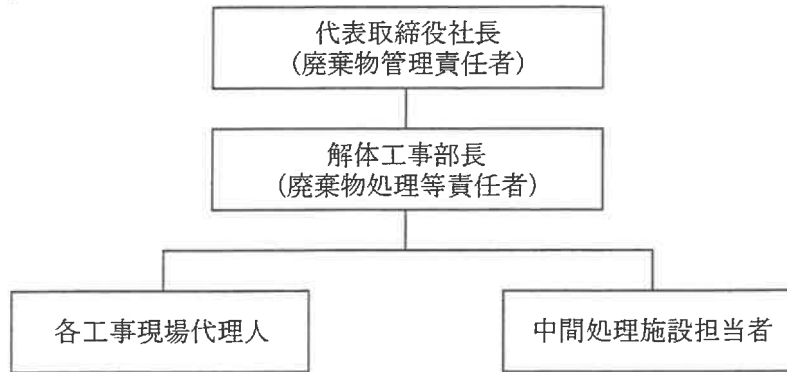 代表取締役社長
(廃棄物管理責任者)
解体工事部長
(廃棄物処理等責任者)
各工事現場代理人
中間処理施設担当者